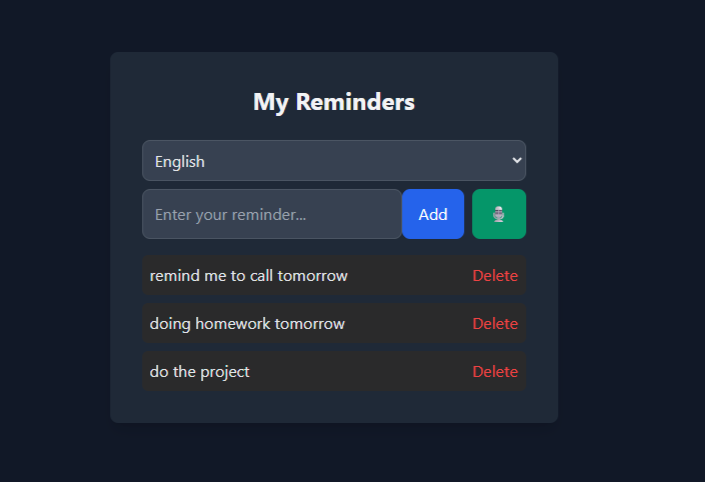 My Reminders
English
Enter your reminder...
Add
remind me to call tomorrow
Delete
doing homework tomorrow
Delete
do the project
Delete